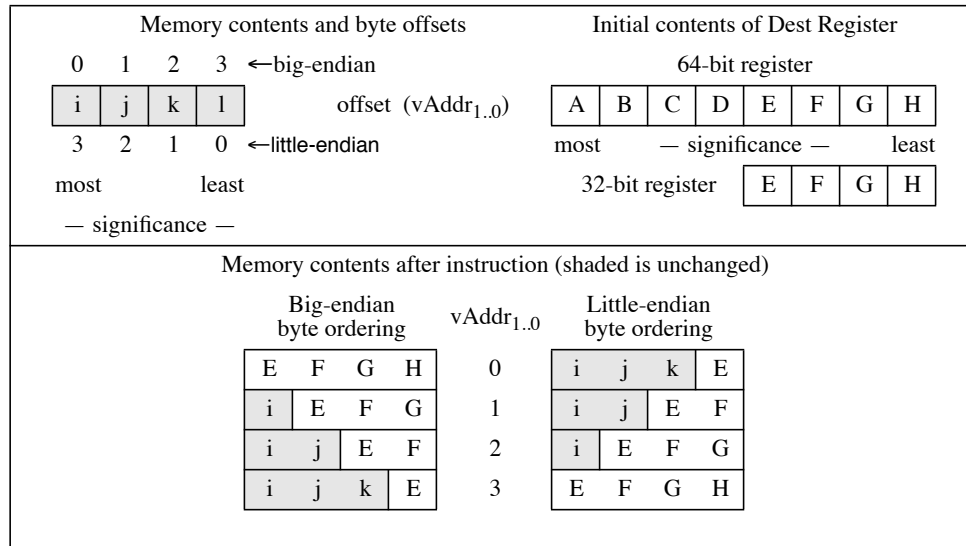 Memory contents and byte offsets
Initial contents of Dest Register
0 1 2 3 ←big-endian
64-bit register
i j k l
offset (vAddr1..0)
A B C D E F G H
3 2 1 0 ←little-endian
most — significance — least
most least
32-bit register E F G H
— significance —
Memory contents after instruction (shaded is unchanged)
Big-endian
byte ordering
vAddr1..0
Little-endian
byte ordering
E F G H 0 i j k E
i E F G 1 i j E F
i j E F 2 i E F G
i j k E 3 E F G H